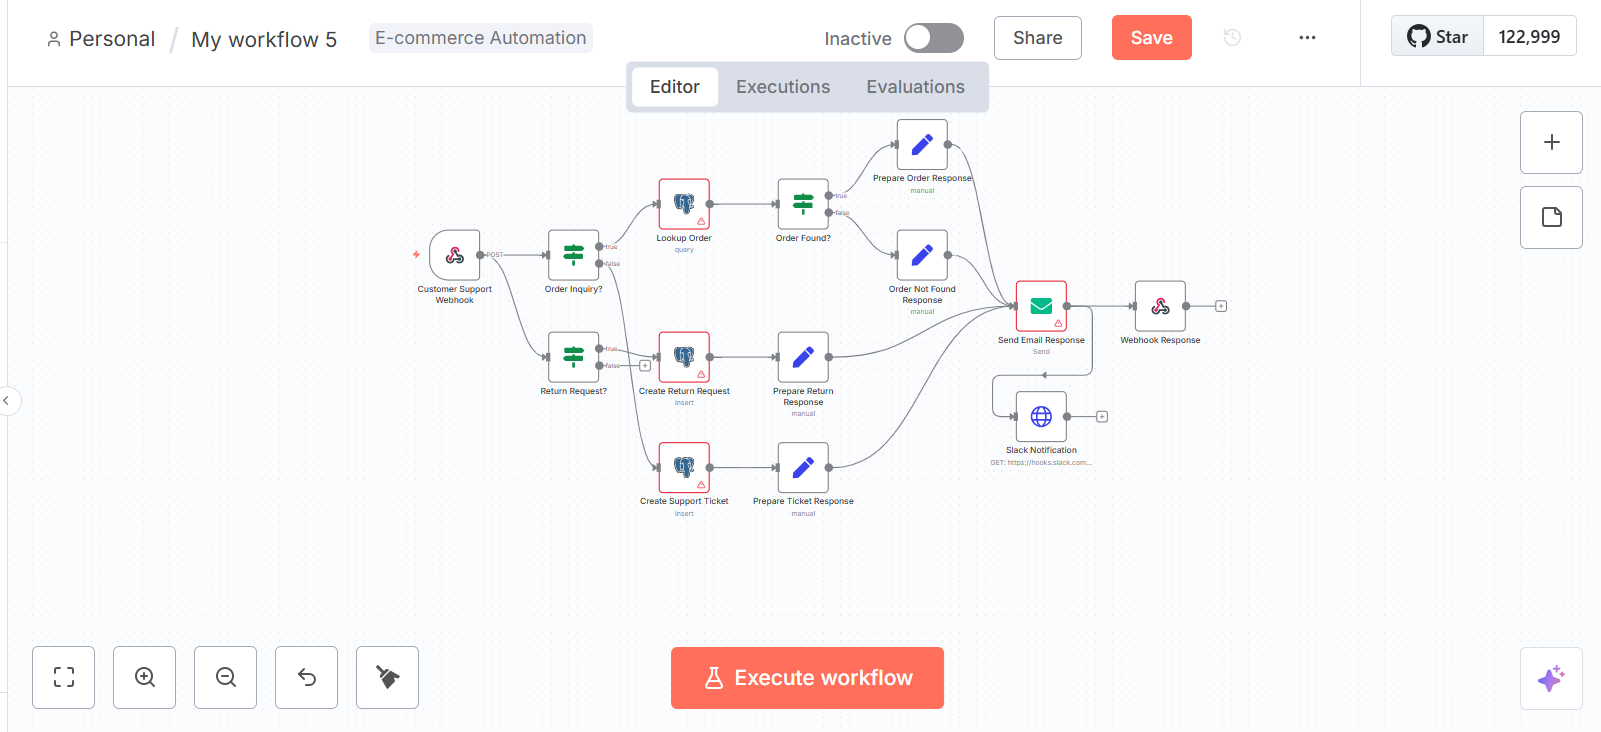 Personal / My workflow 5
E-commerce Automation
Inactive
Share
Save
Star
122,999
Editor
Executions
Evaluations
Prepare Order Response
manual
Lookup Order
query
true
false
Order Found?
POST
Customer Support
Webhook
true
false
Order Inquiry?
Order Not Found
Response
manual
Send Email Response
Send
Webhook Response
true
false
Return Request?
Create Return Request
insert
Prepare Return
Response
manual
Slack Notification
GET: https://hooks.slack.com...
Create Support Ticket
insert
Prepare Ticket Response
manual
Execute workflow